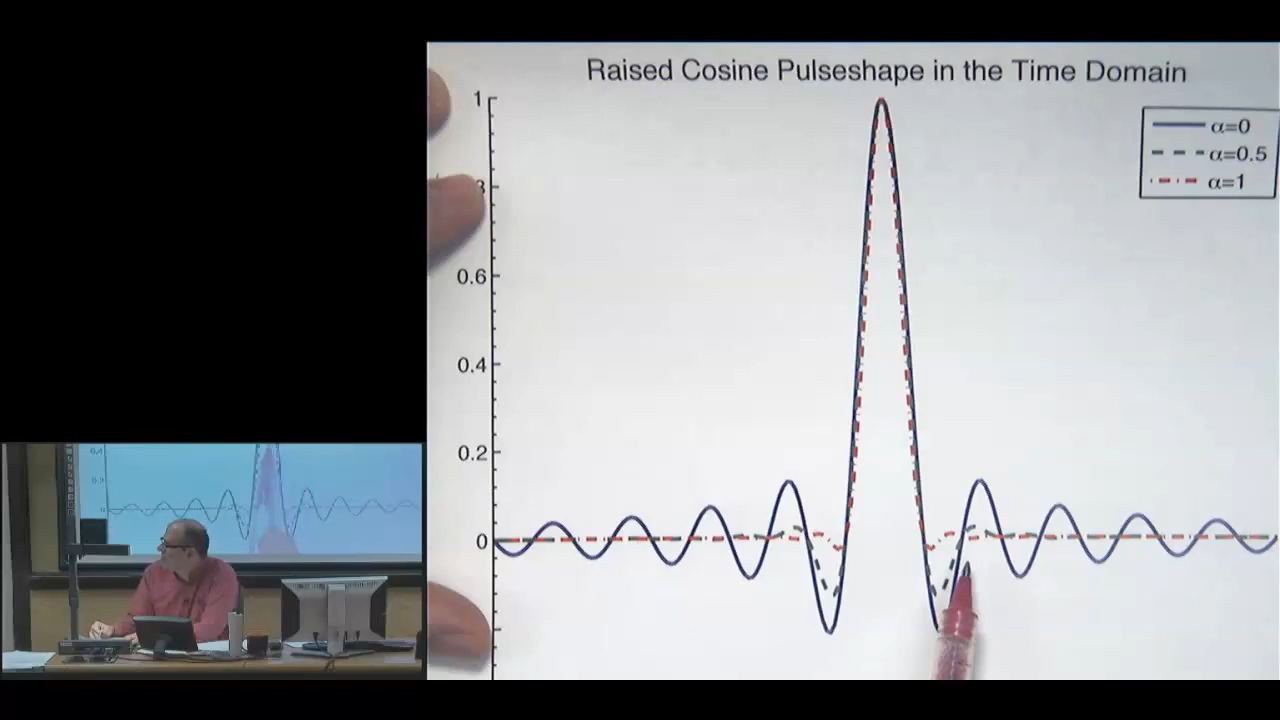 Raised Cosine Pulseshape in the Time Domain
1
0.6
0.4
0.2
0
α=0
α=0.5
α=1